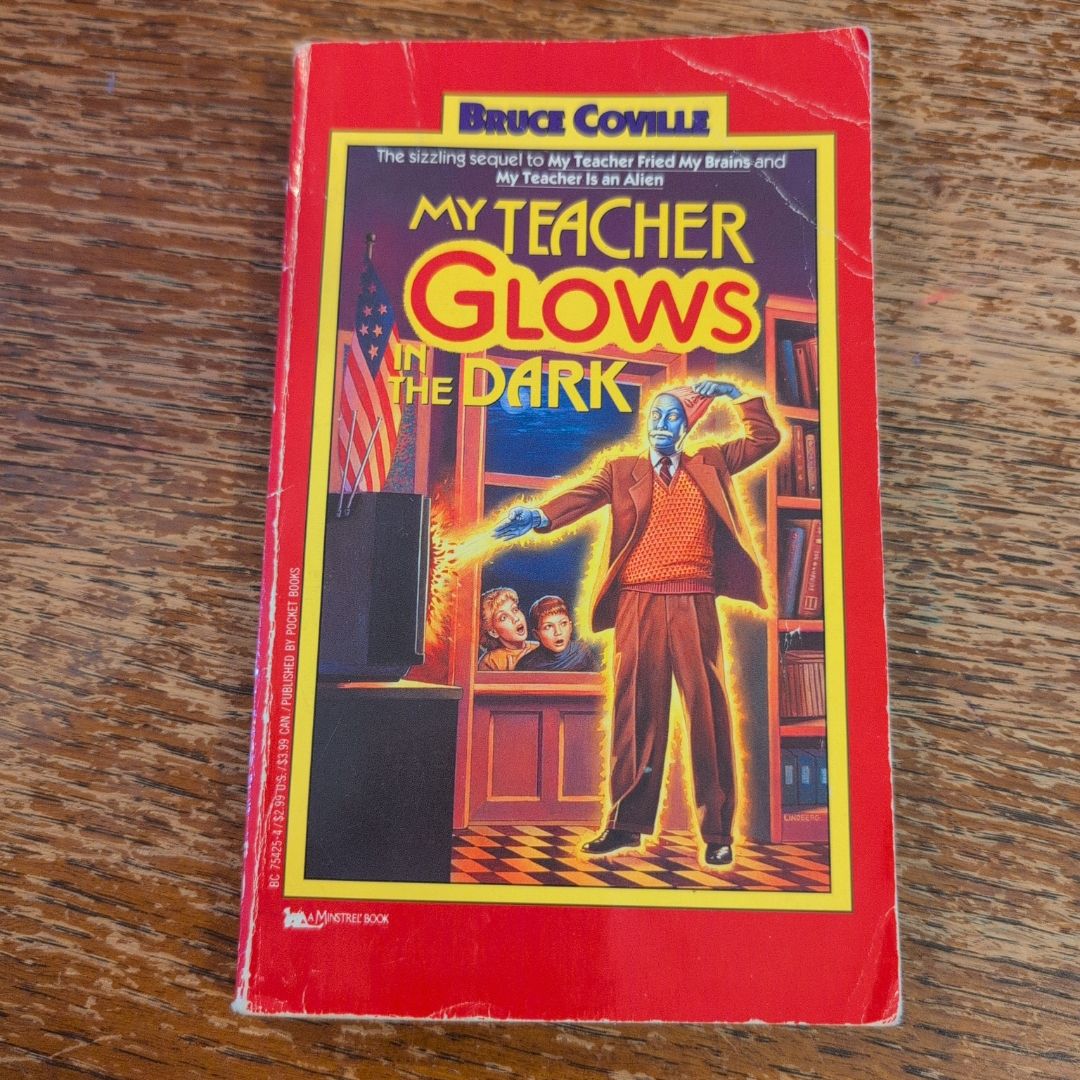 BRUCE COVILLE
The sizzling sequel to My Teacher Fried My Brains and
My Teacher Is an Alien
MY TEACHER
GLOWS
IN
THE DARK
BC 75425-4/$2.99 U.S./$3.99 CAN./PUBLISHED BY POCKET BOOKS
LINDBERG
A MINSTREL® BOOK